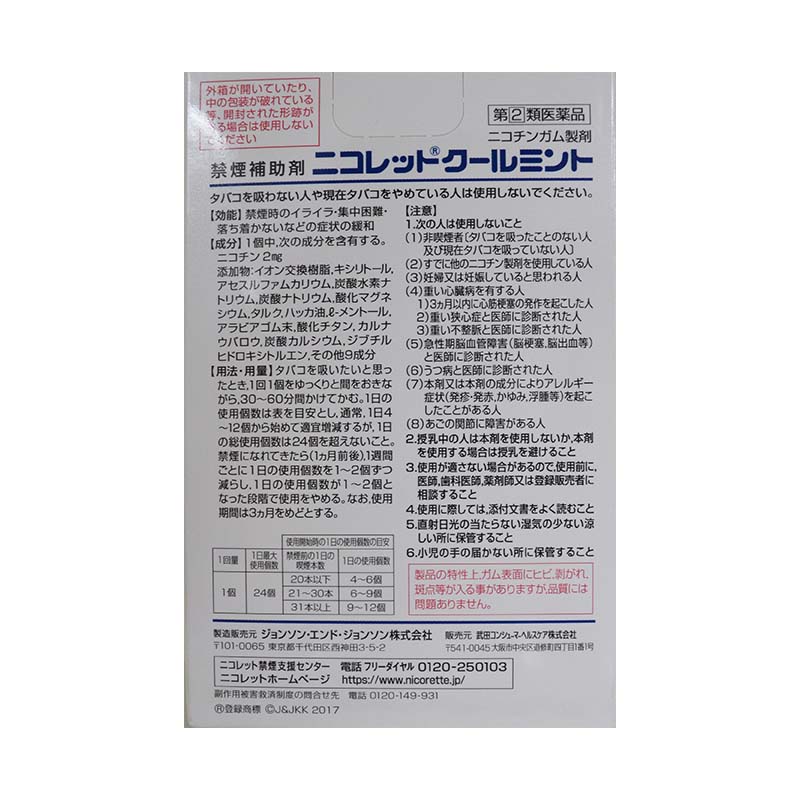 外箱が開いていたり、
中の包装が破れている
等、開封された形跡が
ある場合は使用しない
でください
第②類医薬品
ニコチンガム製剤
禁煙補助剤 ニコレット®クールミント
タバコを吸わない人や現在タバコをやめている人は使用しないでください。
【効能】禁煙時のイライラ・集中困難・
落ち着かないなどの症状の緩和
【成分】1個中、次の成分を含有する。
ニコチン 2mg
添加物:イオン交換樹脂,キシリトール,
アセスルファムカリウム,炭酸水素ナ
トリウム,炭酸ナトリウム,酸化マグネ
シウム,タルク,ハッカ油,ℓ-メントール,
アラビアゴム末,酸化チタン,カルナ
ウバロウ,炭酸カルシウム,ジブチル
ヒドロキシトルエン,その他9成分
【用法・用量】タバコを吸いたいと思っ
たとき,1回1個をゆっくりと間をおきな
がら,30～60分間かけてかむ。1日の
使用個数は表を目安とし,通常,1日4
～12個から始めて適宜増減するが,1日
の総使用個数は24個を超えないこと。
禁煙になれてきたら(1ヵ月前後),1週間
ごとに1日の使用個数を1～2個ずつ
減らし,1日の使用個数が1～2個と
なった段階で使用をやめる。なお,使用
期間は3ヵ月をめどとする。
1回量 1日最大使用個数 使用開始時の1日の使用個数の目安
禁煙前の1日の喫煙本数 1日の使用個数
1個 24個 20本以下 4～6個
21～30本 6～9個
31本以上 9～12個
【注意】
1.次の人は使用しないこと
(1)非喫煙者〔タバコを吸ったことのない人
及び現在タバコを吸っていない人〕
(2)すでに他のニコチン製剤を使用している人
(3)妊婦又は妊娠していると思われる人
(4)重い心臓病を有する人
1)3ヵ月以内に心筋梗塞の発作を起こした人
2)重い狭心症と医師に診断された人
3)重い不整脈と医師に診断された人
(5)急性期脳血管障害(脳梗塞,脳出血等)
と医師に診断された人
(6)うつ病と医師に診断された人
(7)本剤又は本剤の成分によりアレルギー
症状(発疹・発赤,かゆみ,浮腫等)を起こ
したことがある人
(8)あごの関節に障害がある人
2.授乳中の人は本剤を使用しないか,本剤
を使用する場合は授乳を避けること
3.使用が適さない場合があるので,使用前に,
医師,歯科医師,薬剤師又は登録販売者に
相談すること
4.使用に際しては,添付文書をよく読むこと
5.直射日光の当たらない湿気の少ない涼
しい所に保管すること
6.小児の手の届かない所に保管すること
製品の特性上,ガム表面にヒビ,剥がれ,
斑点等が入る事がありますが,品質には
問題ありません。
製造販売元 ジョンソン・エンド・ジョンソン株式会社
〒101-0065 東京都千代田区西神田3-5-2
販売元 武田コンシューマーヘルスケア株式会社
〒541-0045 大阪市中央区道修町四丁目1番1号
ニコレット禁煙支援センター 電話 フリーダイヤル 0120-250103
ニコレットホームページ https://www.nicorette.jp/
副作用被害救済制度の問合せ先 電話 0120-149-931
®登録商標 ©J&JKK 2017